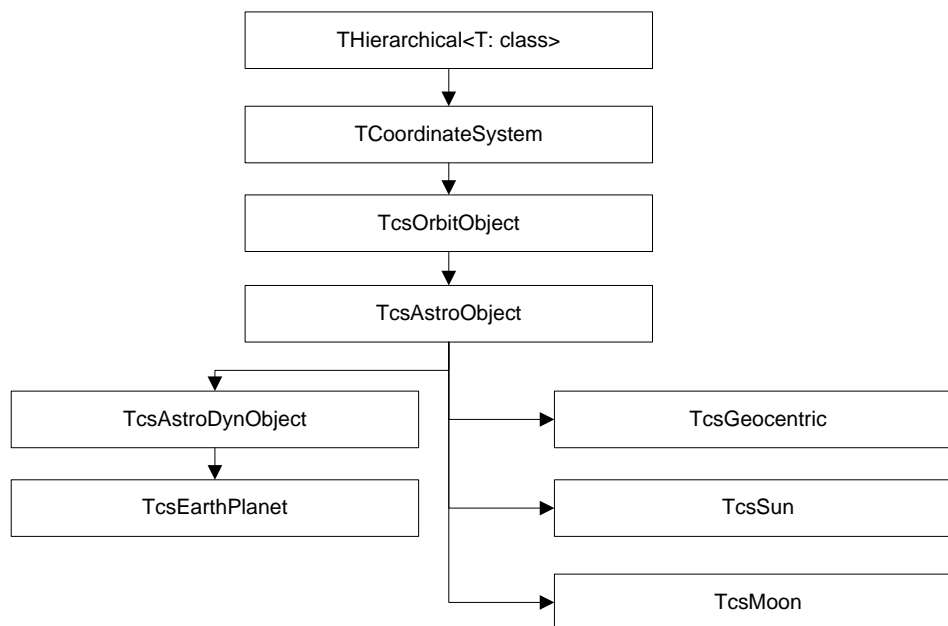 THierarchical<T: class>
TCoordinateSystem
TcsOrbitObject
TcsAstroObject
TcsAstroDynObject
TcsGeocentric
TcsEarthPlanet
TcsSun
TcsMoon